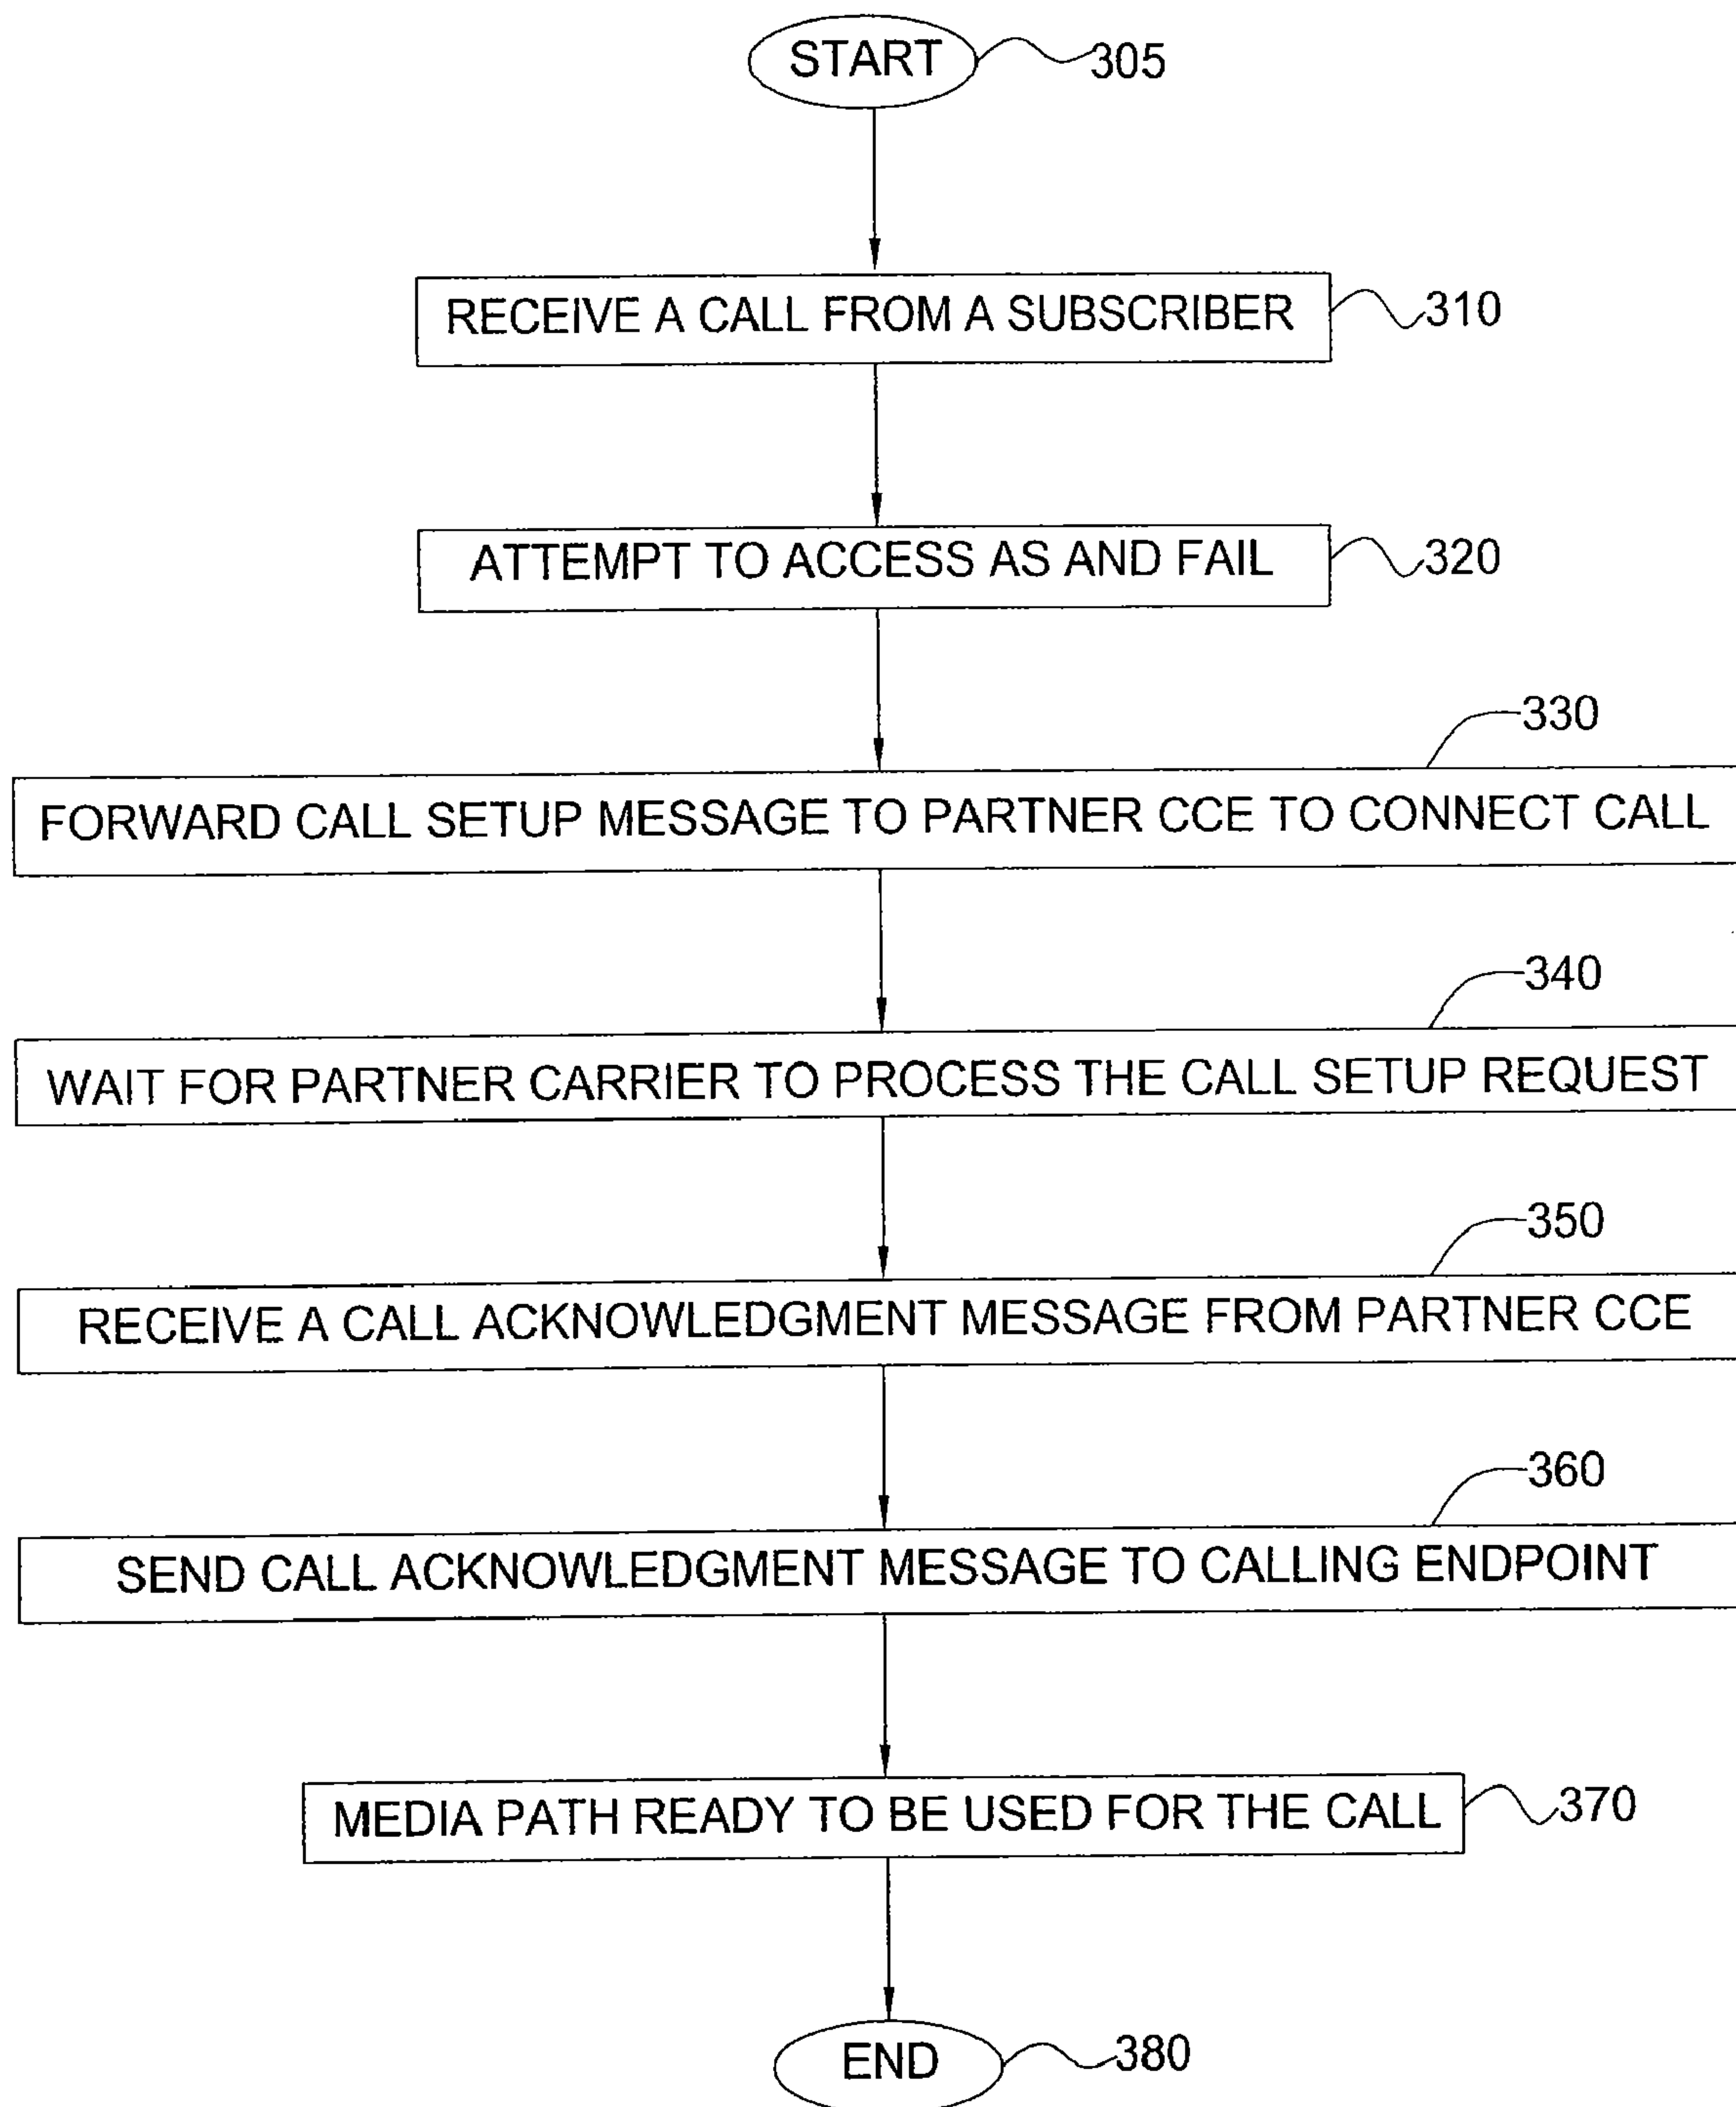 START 305
RECEIVE A CALL FROM A SUBSCRIBER 310
ATTEMPT TO ACCESS AS AND FAIL 320
330
FORWARD CALL SETUP MESSAGE TO PARTNER CCE TO CONNECT CALL
340
WAIT FOR PARTNER CARRIER TO PROCESS THE CALL SETUP REQUEST
350
RECEIVE A CALL ACKNOWLEDGMENT MESSAGE FROM PARTNER CCE
360
SEND CALL ACKNOWLEDGMENT MESSAGE TO CALLING ENDPOINT
MEDIA PATH READY TO BE USED FOR THE CALL 370
END 380